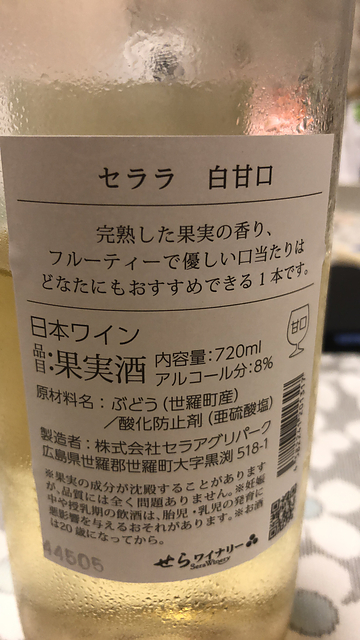 セララ 白甘口
完熟した果実の香り、
フルーティーで優しい口当たりは
どなたにもおすすめできる1本です。
甘口
日本ワイン
品目:果実酒 内容量:720ml
アルコール分:8%
原材料名:ぶどう(世羅町産)
/酸化防止剤(亜硫酸塩)
製造者:株式会社セラアグリパーク
広島県世羅郡世羅町大字黒渕 518-1
※果実の成分が沈殿することがあります
が、品質には全く問題ありません。※妊娠
中や授乳期の飲酒は、胎児・乳児の発育に
悪影響を与えるおそれがあります。※お酒
は20歳になってから。
せらワイナリー
Sera Winery
44505